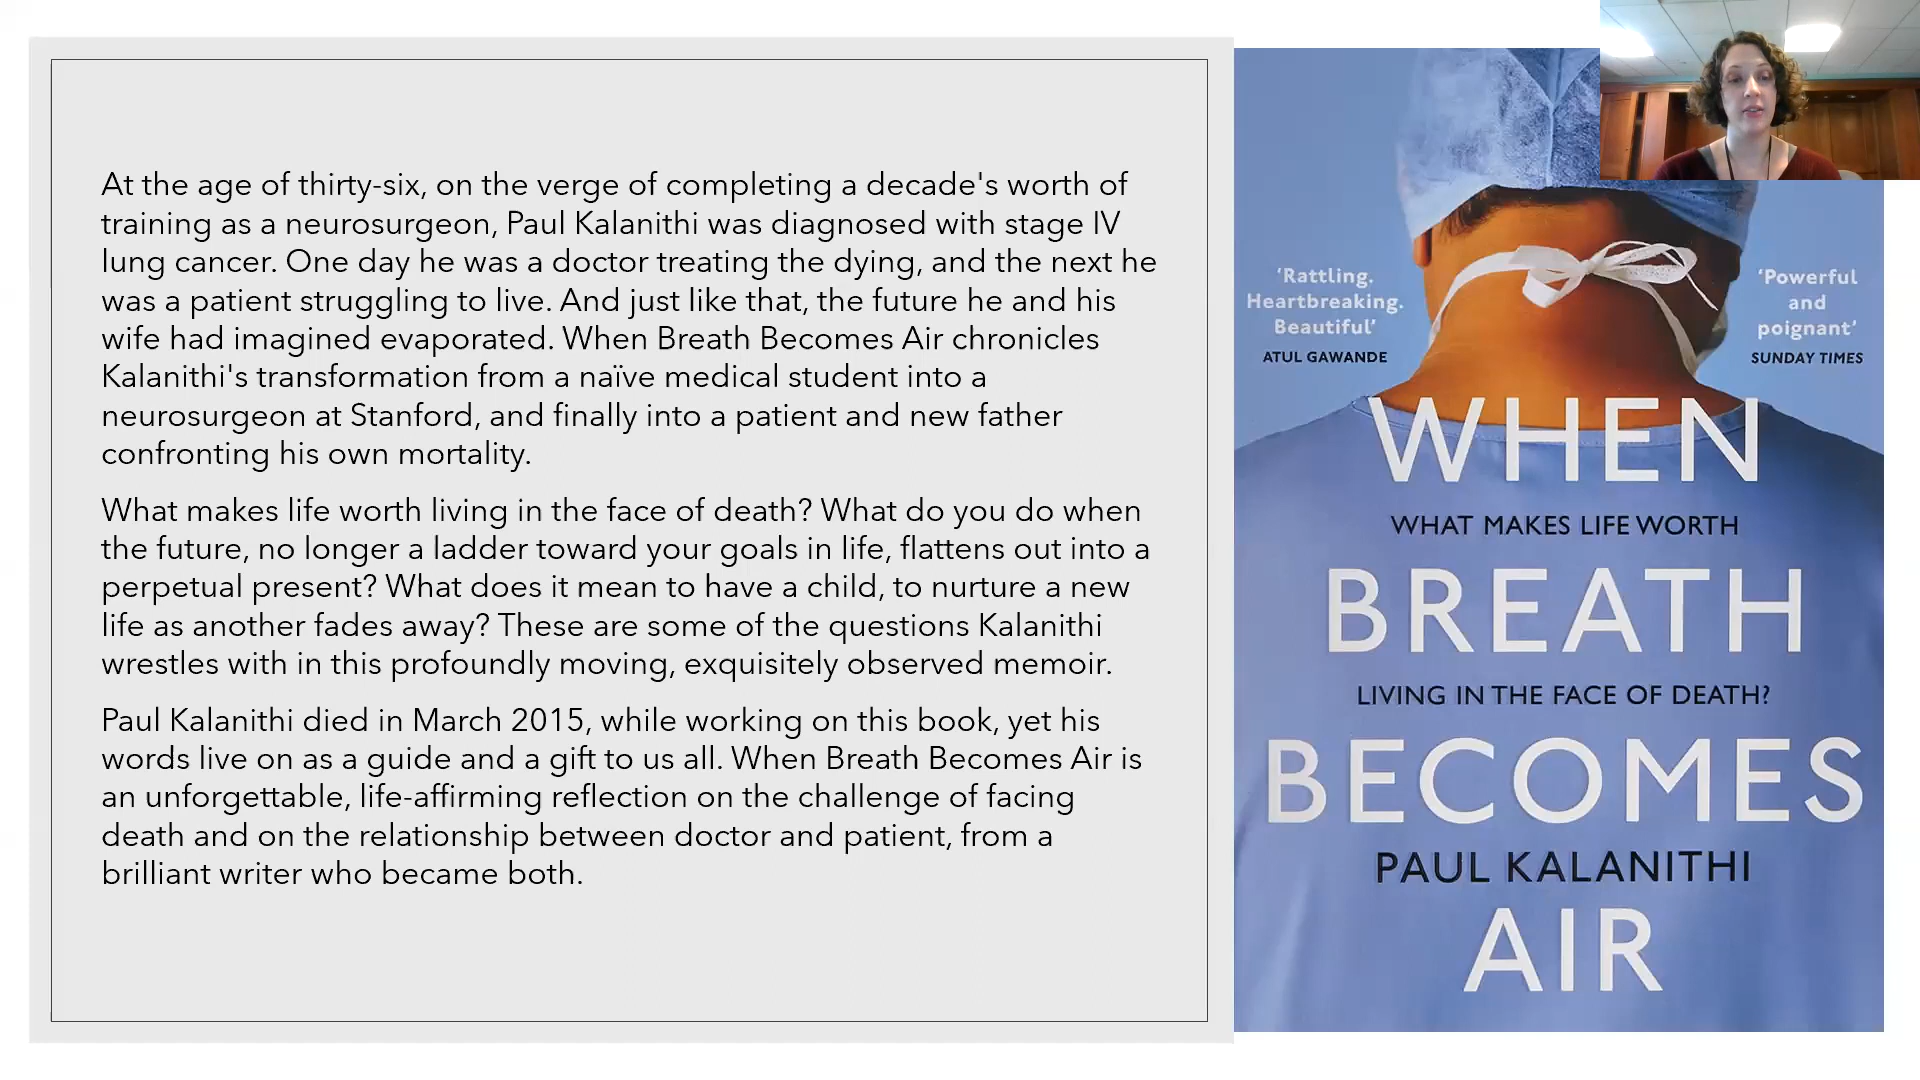 At the age of thirty-six, on the verge of completing a decade's worth of
training as a neurosurgeon, Paul Kalanithi was diagnosed with stage IV
lung cancer. One day he was a doctor treating the dying, and the next he
was a patient struggling to live. And just like that, the future he and his
wife had imagined evaporated. When Breath Becomes Air chronicles
Kalanithi's transformation from a naïve medical student into a
neurosurgeon at Stanford, and finally into a patient and new father
confronting his own mortality.
What makes life worth living in the face of death? What do you do when
the future, no longer a ladder toward your goals in life, flattens out into a
perpetual present? What does it mean to have a child, to nurture a new
life as another fades away? These are some of the questions Kalanithi
wrestles with in this profoundly moving, exquisitely observed memoir.
Paul Kalanithi died in March 2015, while working on this book, yet his
words live on as a guide and a gift to us all. When Breath Becomes Air is
an unforgettable, life-affirming reflection on the challenge of facing
death and on the relationship between doctor and patient, from a
brilliant writer who became both.
‘Rattling.
Heartbreaking.
Beautiful’
ATUL GAWANDE
‘Powerful
and
poignant’
SUNDAY TIMES
WHEN
WHAT MAKES LIFE WORTH
BREATH
LIVING IN THE FACE OF DEATH?
BECOMES
PAUL KALANITHI
AIR